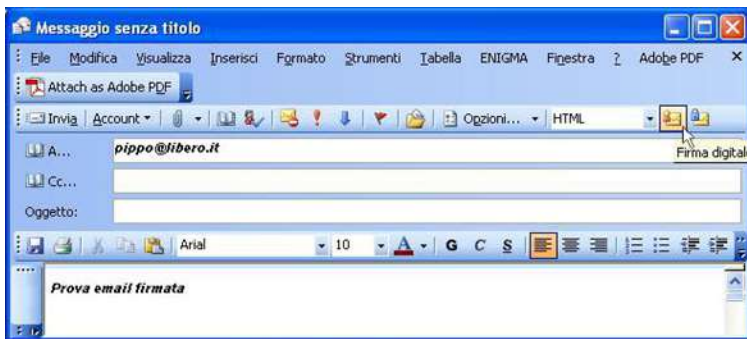 Messaggio senza titolo
File Modifica Visualizza Inserisci Formato Strumenti Tabella ENIGMA Finestra ? Adobe PDF
Attach as Adobe PDF
Invia Account Opzioni... HTML
A... pippo@libero.it
Firma digitale
Cc...
Oggetto:
Arial 10 A G C S
Prova email firmata